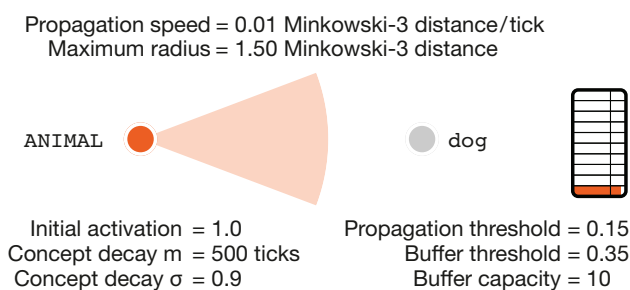 Propagation speed = 0.01 Minkowski-3 distance/tick
Maximum radius = 1.50 Minkowski-3 distance
ANIMAL
dog
Initial activation = 1.0
Concept decay m = 500 ticks
Concept decay σ = 0.9
Propagation threshold = 0.15
Buffer threshold = 0.35
Buffer capacity = 10